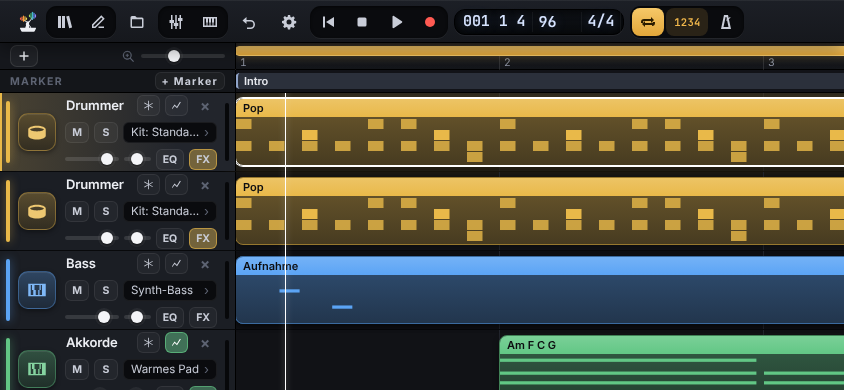 001 1 4 96 4/4 1234
1 2 3
MARKER + Marker Intro
Drummer Pop
M S Kit: Standa...
EQ FX
Drummer Pop
M S Kit: Standa...
EQ FX
Bass Aufnahme
M S Synth-Bass
EQ FX
Akkorde Am F C G
M S Warmes Pad